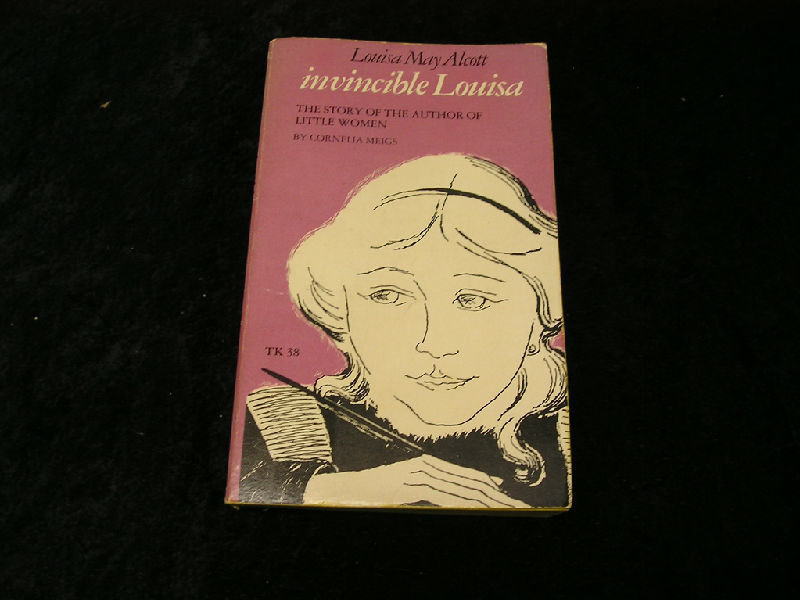 Louisa May Alcott
invincible Louisa
THE STORY OF THE AUTHOR OF
LITTLE WOMEN
BY CORNELIA MEIGS
TK 38